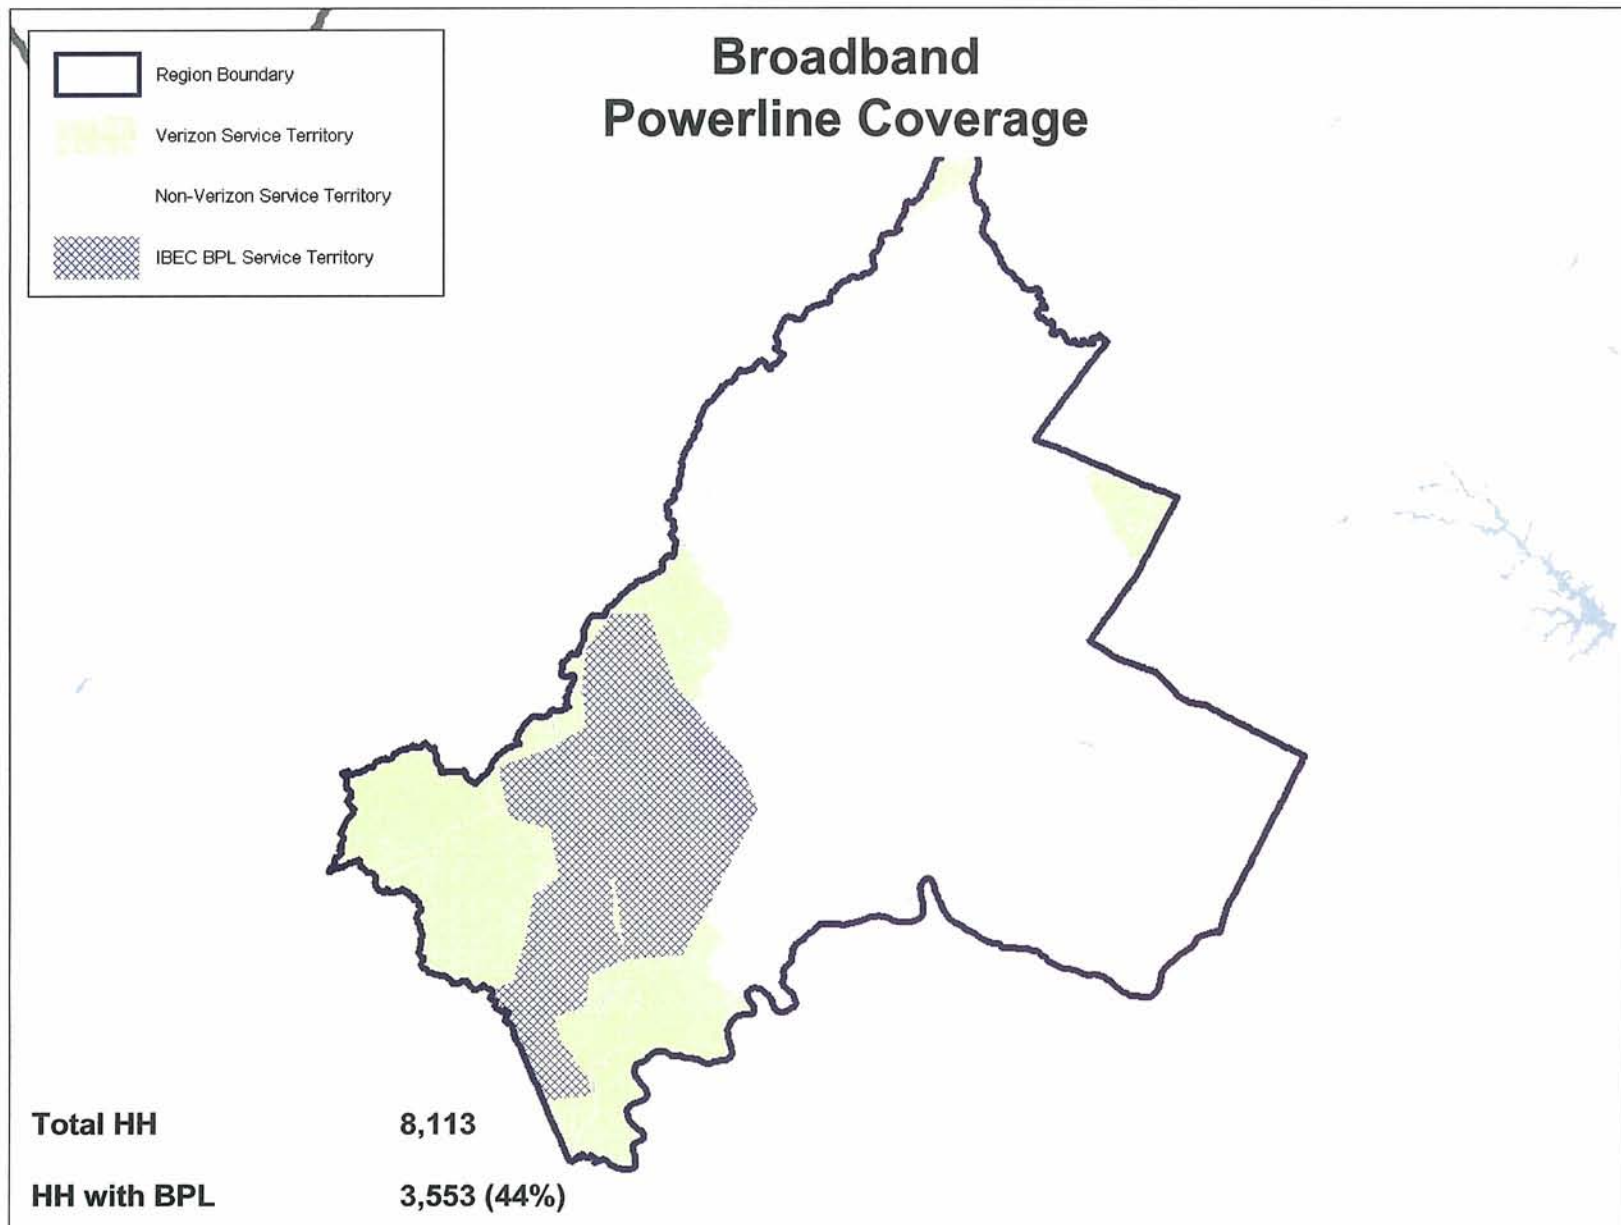 Broadband
Powerline Coverage
Region Boundary
Verizon Service Territory
Non-Verizon Service Territory
IBEC BPL Service Territory
Total HH 8,113
HH with BPL 3,553 (44%)